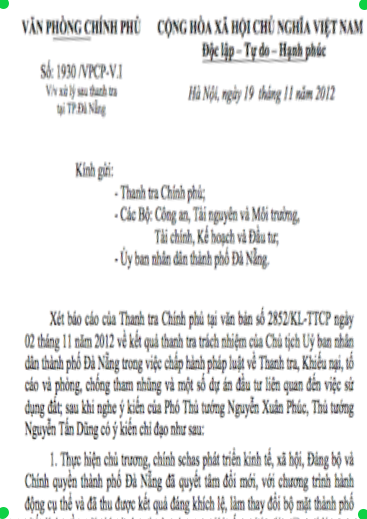 VĂN PHÒNG CHÍNH PHỦ CỘNG HÒA XÃ HỘI CHỦ NGHĨA VIỆT NAM
Độc lập – Tự do – Hạnh phúc
Số: 1930 /VPCP-V.I
V/v xử lý sau thanh tra
tại TP.Đà Nẵng
Hà Nội, ngày 19 tháng 11 năm 2012
Kính gửi:
- Thanh tra Chính phủ;
- Các Bộ: Công an, Tài nguyên và Môi trường,
Tài chính, Kế hoạch và Đầu tư;
- Ủy ban nhân dân thành phố Đà Nẵng.
Xét báo cáo của Thanh tra Chính phủ tại văn bản số 2852/KL-TTCP ngày
02 tháng 11 năm 2012 về kết quả thanh tra trách nhiệm của Chủ tịch Uỷ ban nhân
dân thành phố Đà Nẵng trong việc chấp hành pháp luật về Thanh tra, Khiếu nại, tố
cáo và phòng, chống tham nhũng và một số dự án đầu tư liên quan đến việc sử
dụng đất; sau khi nghe ý kiến của Phó Thủ tướng Nguyễn Xuân Phúc, Thủ tướng
Nguyễn Tấn Dũng có ý kiến chỉ đạo như sau:
1. Thực hiện chủ trương, chính schas phát triển kinh tế, xã hội, Đảng bộ và
Chính quyền thành phố Đà Nẵng đã quyết tâm đổi mới, với chương trình hành
động cụ thể và đã thu được kết quả đáng khích lệ, làm thay đổi bộ mặt thành phố